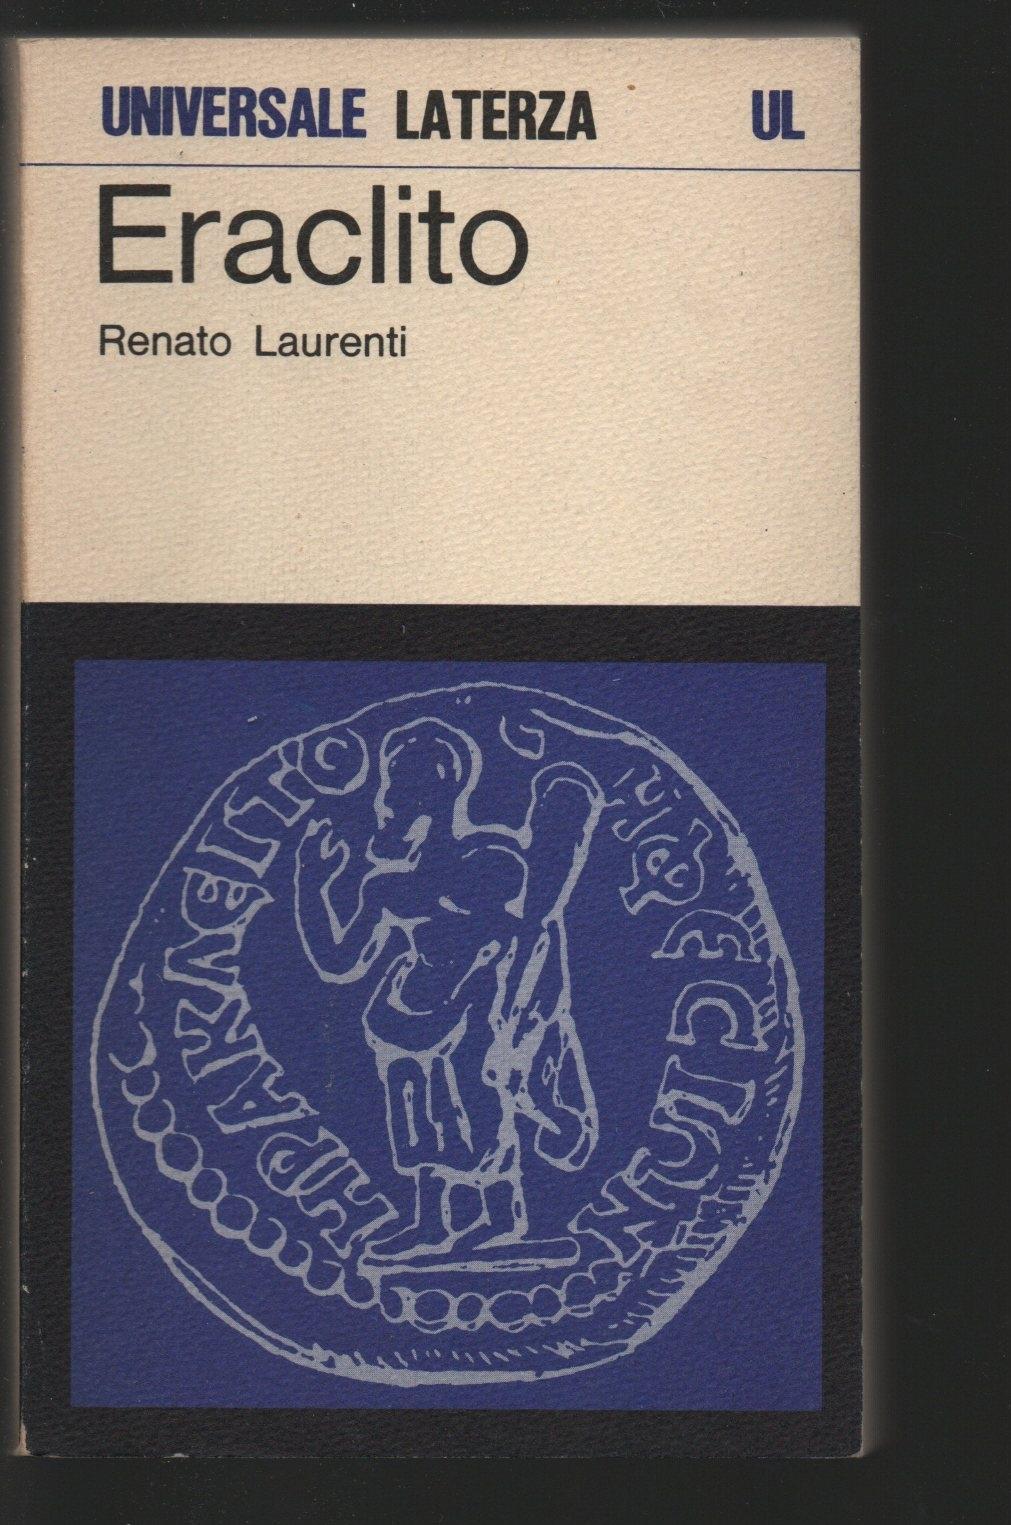 UNIVERSALE LATERZA UL
Eraclito
Renato Laurenti